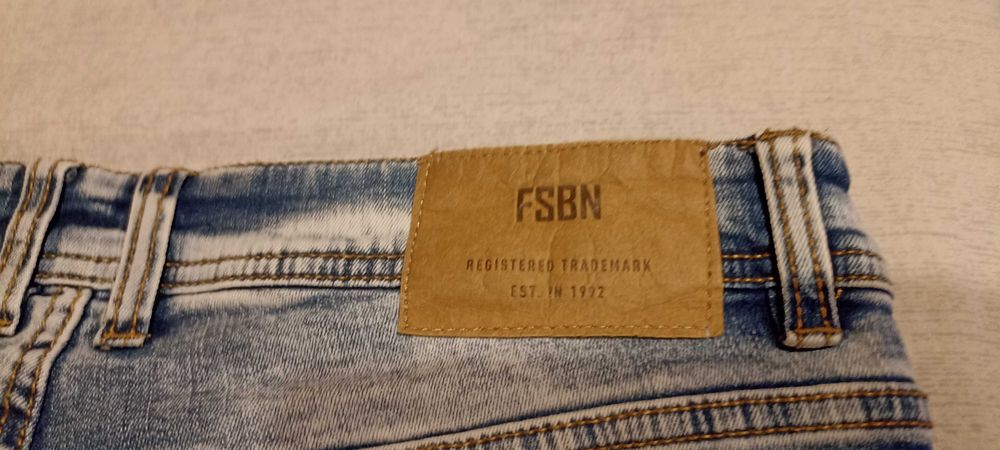 FSBN
REGISTERED TRADEMARK
EST. IN 1992